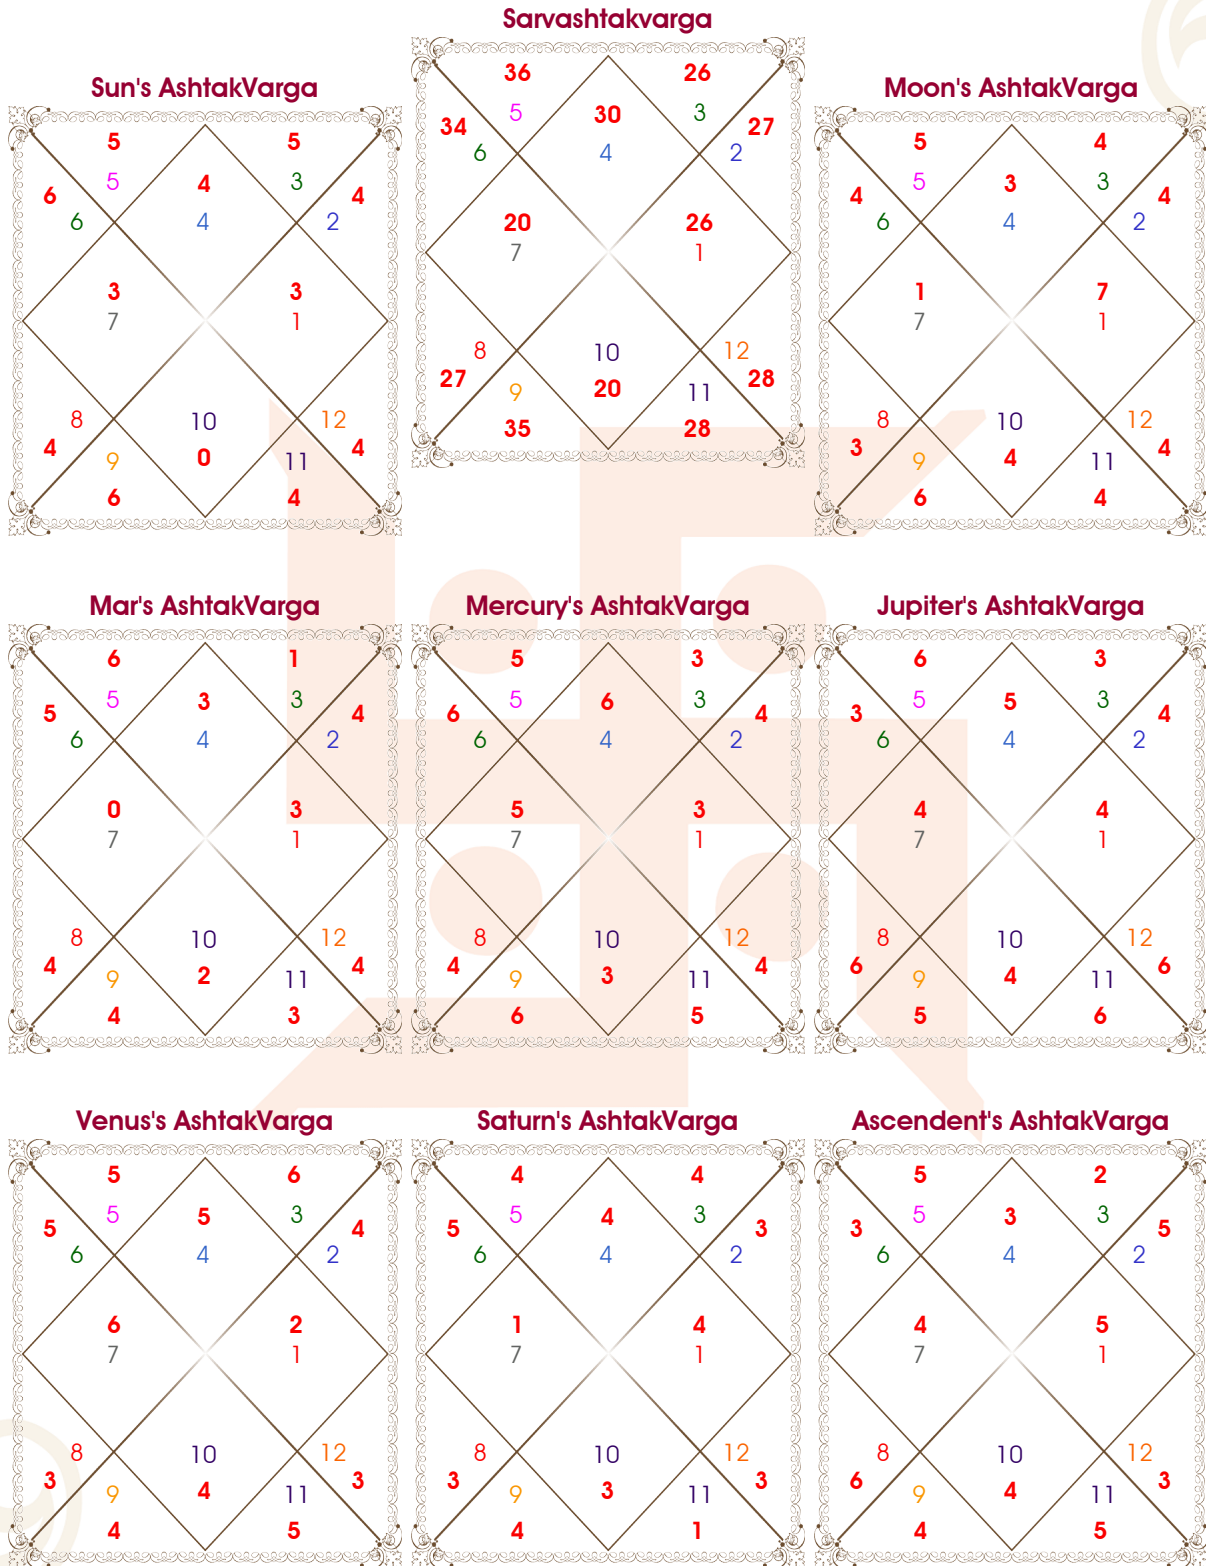 Sarvashtakvarga
36 26
5 30 3
34 27
6 4 2
20 26
7 1
8 10 12
27 9 20 11 28
35 28
Sun's AshtakVarga
5 5
5 4 3
6 4
6 4 2
3 3
7 1
8 10 12
4 9 0 11 4
6 4
Moon's AshtakVarga
5 4
5 3 3
4 4
6 4 2
1 7
7 1
8 10 12
3 9 4 11 4
6 4
Mar's AshtakVarga
6 1
5 3 3
5 4
6 4 2
0 3
7 1
8 10 12
4 9 2 11 4
4 3
Mercury's AshtakVarga
5 3
5 6 3
6 4
6 4 2
5 3
7 1
8 10 12
4 9 3 11 4
6 5
Jupiter's AshtakVarga
6 3
5 5 3
3 4
6 4 2
4 4
7 1
8 10 12
6 9 4 11 6
5 6
Venus's AshtakVarga
5 6
5 5 3
5 4
6 4 2
6 2
7 1
8 10 12
3 9 4 11 3
4 5
Saturn's AshtakVarga
4 4
5 4 3
5 3
6 4 2
1 4
7 1
8 10 12
3 9 3 11 3
4 1
Ascendent's AshtakVarga
5 2
5 3 3
3 5
6 4 2
4 5
7 1
8 10 12
6 9 4 11 3
4 5